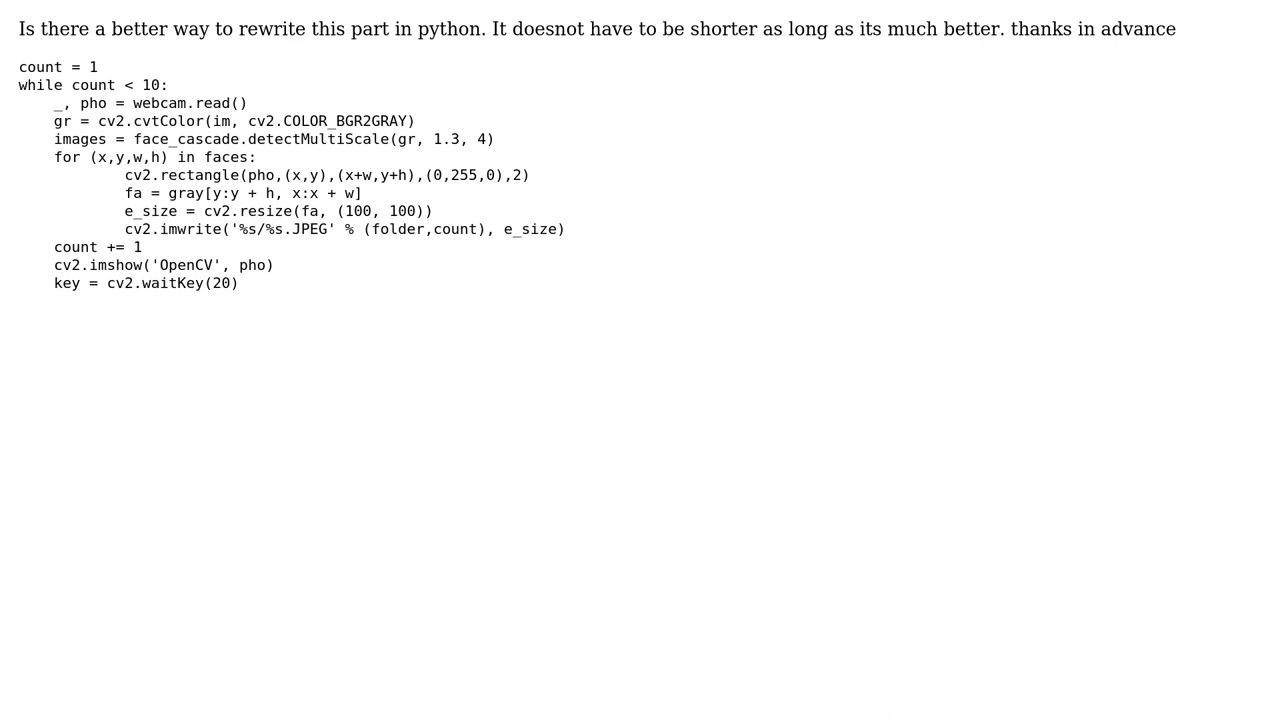 Is there a better way to rewrite this part in python. It doesnot have to be shorter as long as its much better. thanks in advance
count = 1
while count < 10:
    _, pho = webcam.read()
    gr = cv2.cvtColor(im, cv2.COLOR_BGR2GRAY)
    images = face_cascade.detectMultiScale(gr, 1.3, 4)
    for (x,y,w,h) in faces:
            cv2.rectangle(pho,(x,y),(x+w,y+h),(0,255,0),2)
            fa = gray[y:y + h, x:x + w]
            e_size = cv2.resize(fa, (100, 100))
            cv2.imwrite('%s/%s.JPEG' % (folder,count), e_size)
    count += 1
    cv2.imshow('OpenCV', pho)
    key = cv2.waitKey(20)